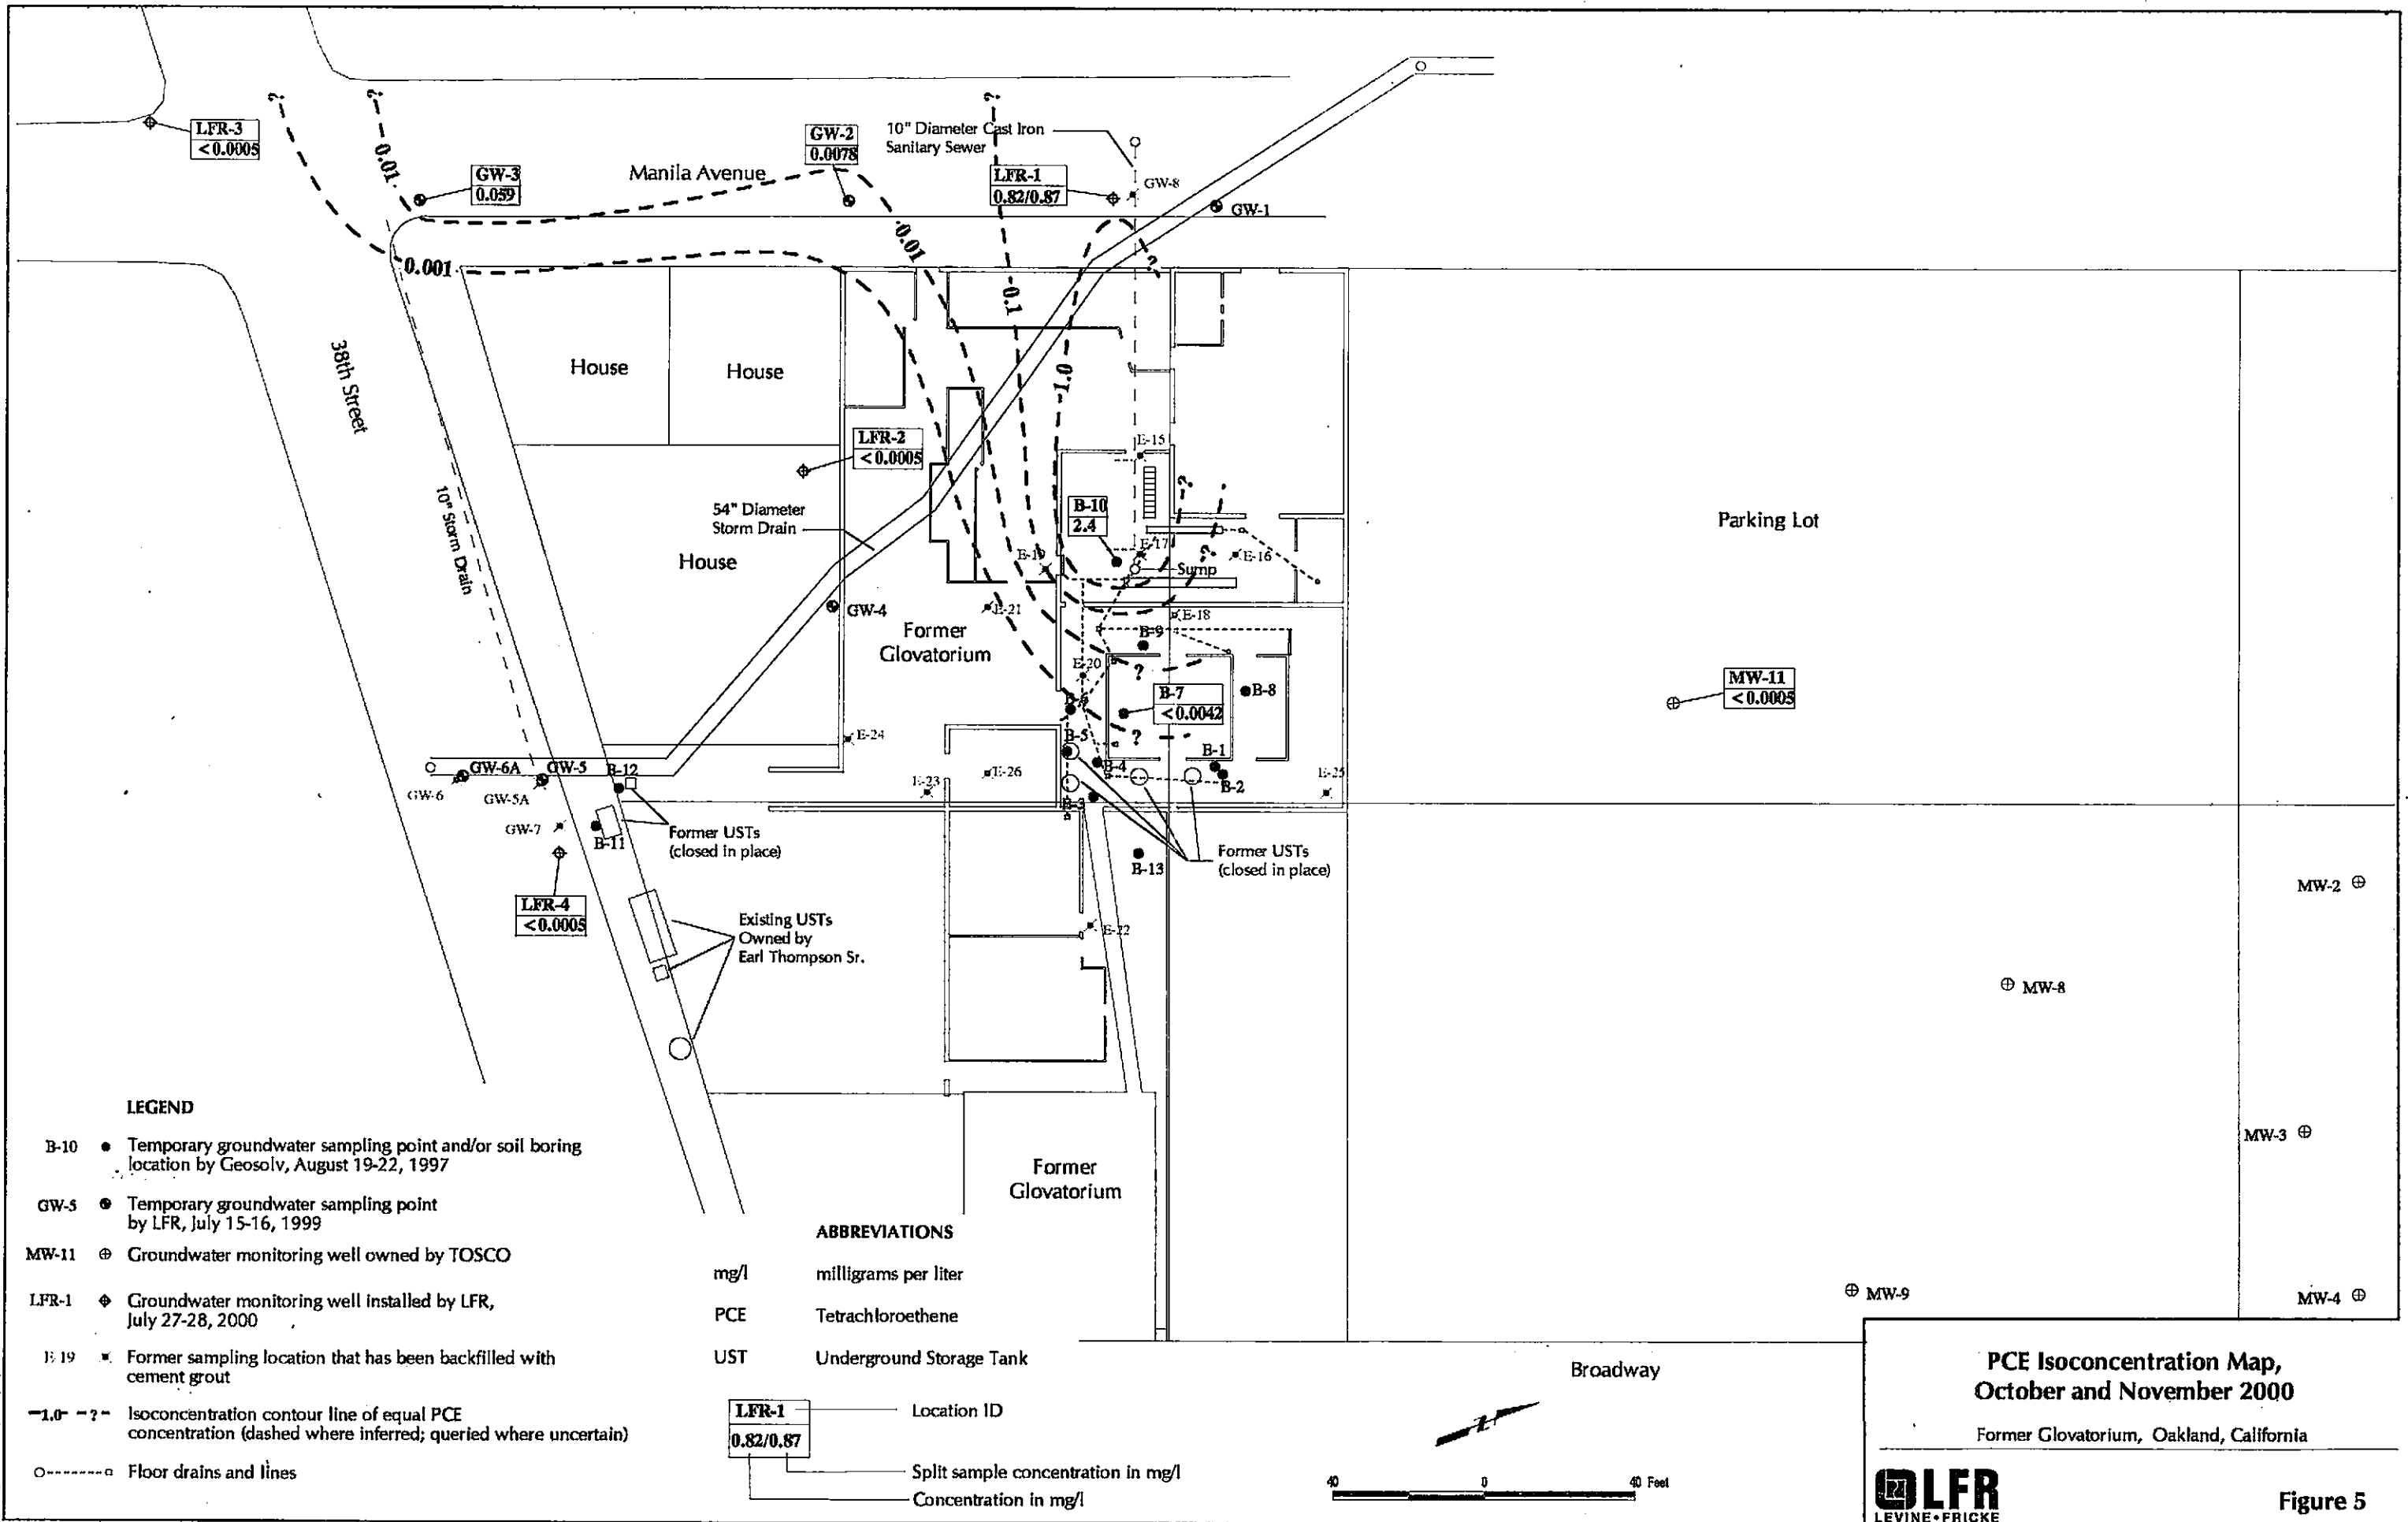 LFR-3
<0.0005
?
?
0.01
GW-3
0.059
Manila Avenue
GW-2
0.0078
?
10" Diameter Cast Iron
Sanitary Sewer
LFR-1
0.82/0.87
GW-8
GW-1
0.001
0.01
0.1
?
1.0
38th Street
House
House
LFR-2
<0.0005
54" Diameter
Storm Drain
10" Storm Drain
House
GW-4
E-15
?
B-10
2.4
E-19
E-17
?
E-16
Sump
E-21
E-18
Former
Glovatorium
B-9
E-20
?
B-7
<0.0042
B-8
Parking Lot
MW-11
<0.0005
E-24
B-5
?
B-1
B-4
B-2
E-25
GW-6A
GW-5
B-12
GW-6
GW-5A
E-23
E-26
B-3
GW-7
B-11
Former USTs
(closed in place)
B-13
Former USTs
(closed in place)
LFR-4
<0.0005
E-22
Existing USTs
Owned by
Earl Thompson Sr.
MW-2
MW-8
MW-3
MW-9
MW-4
Former
Glovatorium
Broadway
LEGEND
B-10 Temporary groundwater sampling point and/or soil boring
location by Geosolv, August 19-22, 1997
GW-5 Temporary groundwater sampling point
by LFR, July 15-16, 1999
MW-11 Groundwater monitoring well owned by TOSCO
LFR-1 Groundwater monitoring well installed by LFR,
July 27-28, 2000
E-19 Former sampling location that has been backfilled with
cement grout
1.0 ? Isoconcentration contour line of equal PCE
concentration (dashed where inferred; queried where uncertain)
Floor drains and lines
ABBREVIATIONS
mg/l milligrams per liter
PCE Tetrachloroethene
UST Underground Storage Tank
LFR-1 Location ID
0.82/0.87
Split sample concentration in mg/l
Concentration in mg/l
Z
40 0 40 Feet
PCE Isoconcentration Map,
October and November 2000
Former Glovatorium, Oakland, California
LFR
LEVINE•FRICKE
Figure 5